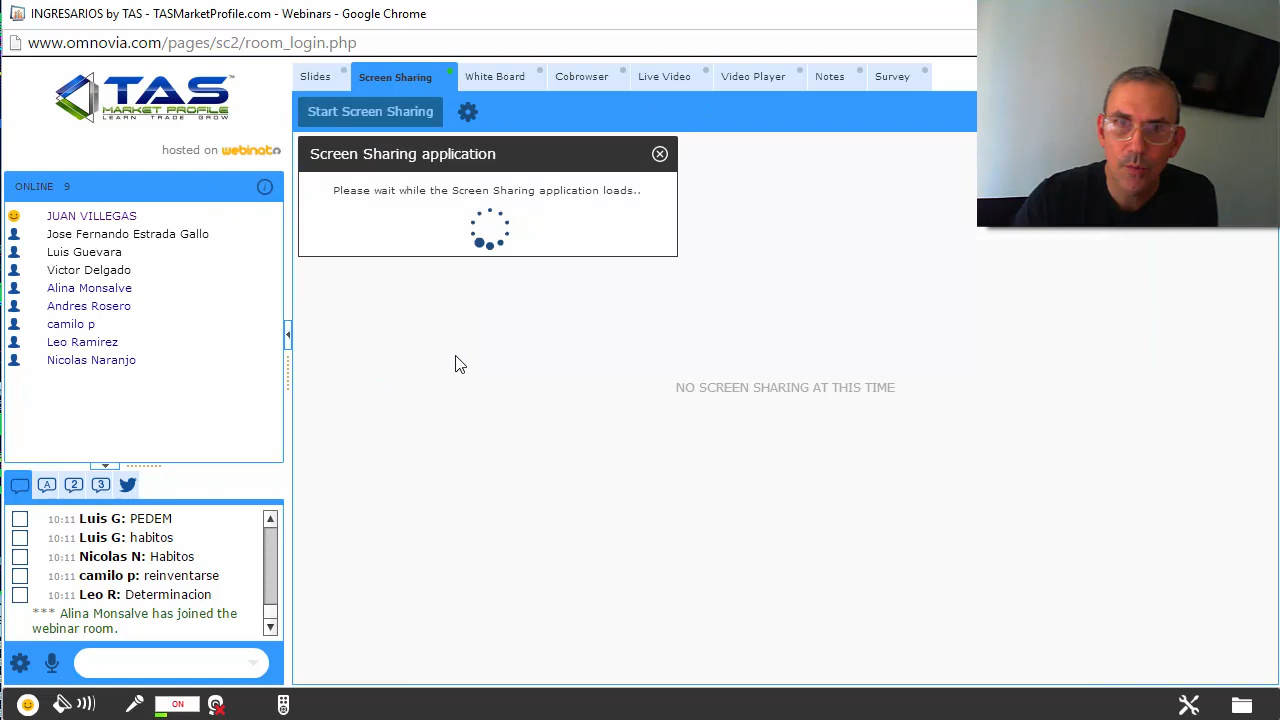 INGRESARIOS by TAS - TASMarketProfile.com - Webinars - Google Chrome
www.omnovia.com/pages/sc2/room_login.php
TAS
MARKET PROFILE
LEARN TRADE GROW
hosted on webinato
Slides
Screen Sharing
White Board
Cobrowser
Live Video
Video Player
Notes
Survey
Start Screen Sharing
Screen Sharing application
Please wait while the Screen Sharing application loads..
NO SCREEN SHARING AT THIS TIME
ONLINE 9
JUAN VILLEGAS
Jose Fernando Estrada Gallo
Luis Guevara
Victor Delgado
Alina Monsalve
Andres Rosero
camilo p
Leo Ramirez
Nicolas Naranjo
A
2
3
10:11 Luis G: PEDEM
10:11 Luis G: habitos
10:11 Nicolas N: Habitos
10:11 camilo p: reinventarse
10:11 Leo R: Determinacion
*** Alina Monsalve has joined the
webinar room.
ON